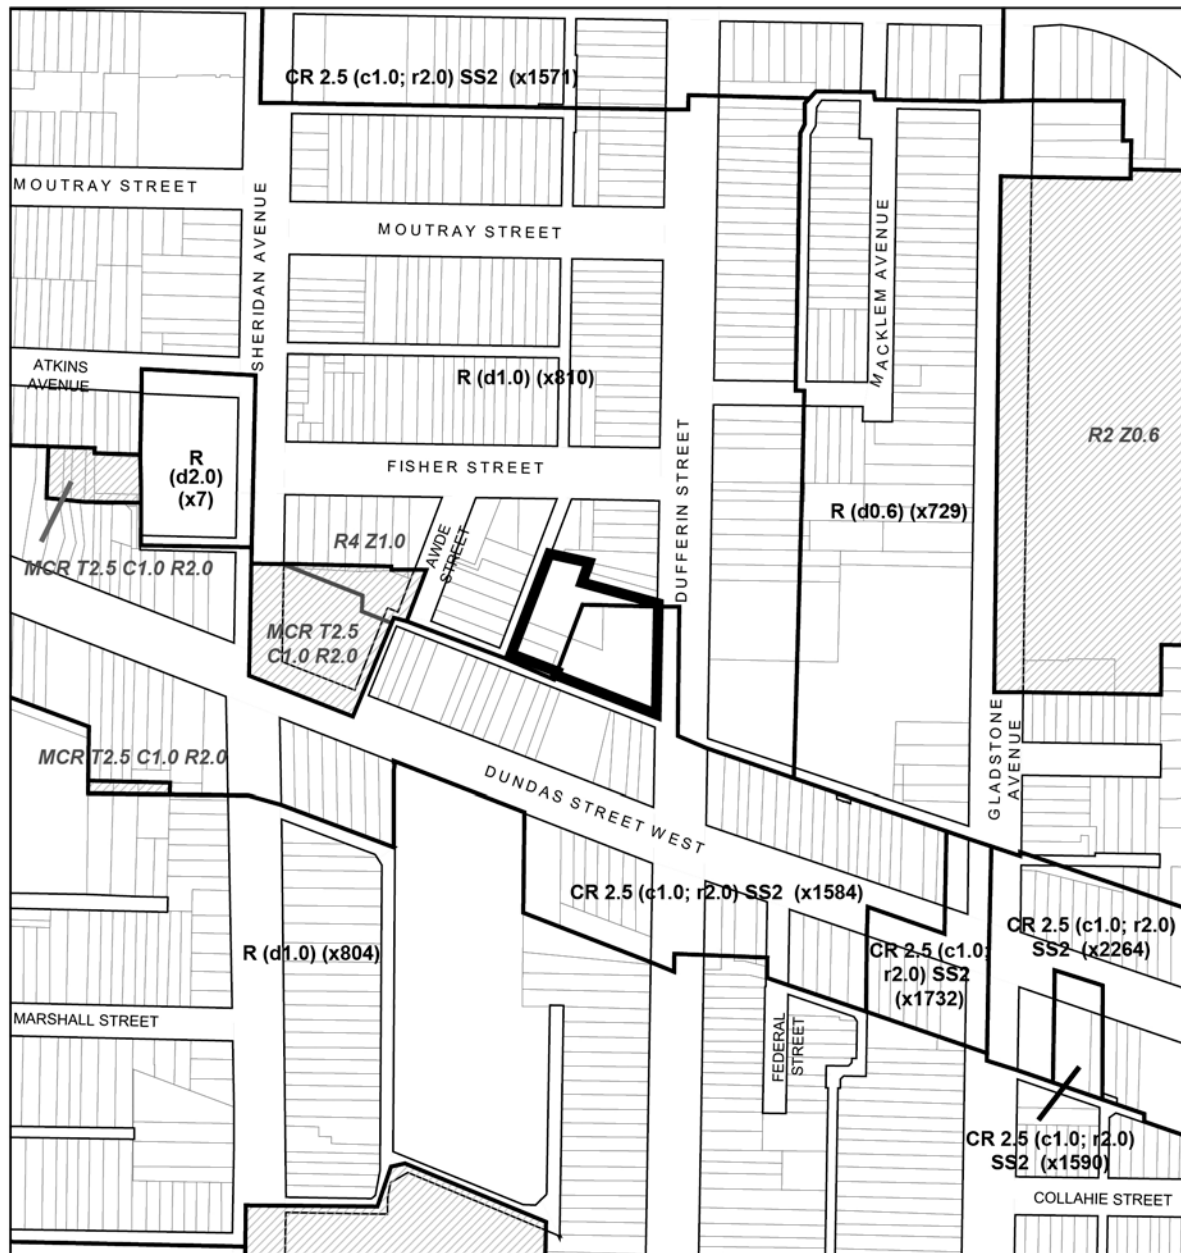 CR 2.5 (c1.0; r2.0) SS2 (x1571)
MOUTRAY STREET
SHERIDAN AVENUE
MOUTRAY STREET
MACKLEM AVENUE
ATKINS
AVENUE
R (d1.0) (x810)
DUFFERIN STREET
R2 Z0.6
R
(d2.0)
(x7)
FISHER STREET
R (d0.6) (x729)
R4 Z1.0
AWDE
STREET
MCR T2.5 C1.0 R2.0
MCR T2.5
C1.0 R2.0
GLADSTONE
AVENUE
MCR T2.5 C1.0 R2.0
DUNDAS STREET WEST
CR 2.5 (c1.0; r2.0) SS2 (x1584)
CR 2.5 (c1.0; r2.0)
SS2 (x2264)
R (d1.0) (x804)
CR 2.5 (c1.0;
r2.0) SS2
(x1732)
MARSHALL STREET
FEDERAL
STREET
CR 2.5 (c1.0; r2.0)
SS2 (x1590)
COLLAHIE STREET